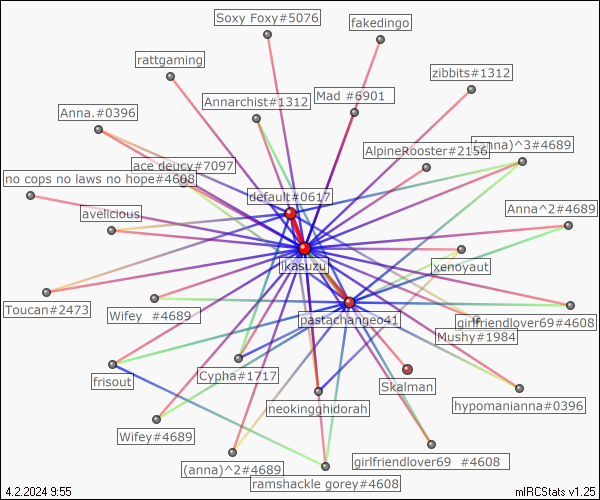 Soxy Foxy#5076
fakedingo
rattgaming
zibbits#1312
Annarchist#1312
Mad #6901
Anna.#0396
AlpineRooster#2156
(anna)^3#4689
ace deucy#7097
no cops no laws no hope#4608
default#0617
avelicious
Anna^2#4689
ikasuzu
xenoyaut
Toucan#2473
Wifey #4689
pastachangeo41
girlfriendlover69#4608
Mushy#1984
frisout
Cypha#1717
Skalman
neokingghidorah
hypomanianna#0396
Wifey#4689
(anna)^2#4689
girlfriendlover69 #4608
ramshackle gorey#4608
4.2.2024 9:55
mIRCStats v1.25